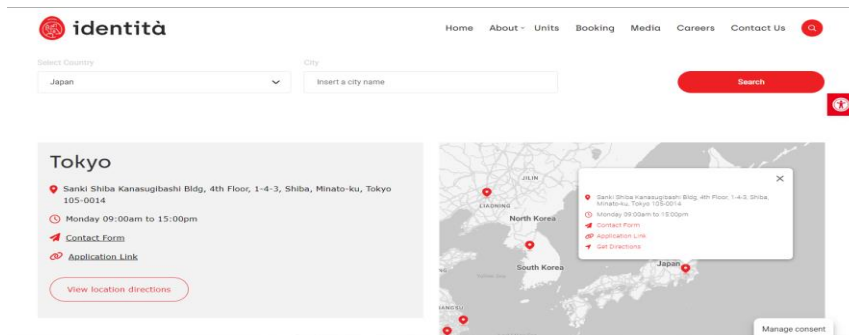 identità
Home About Units Booking Media Careers Contact Us
Select Country
City
Japan
Insert a city name
Search
Tokyo
Sanki Shiba Kanasugibashi Bldg, 4th Floor, 1-4-3, Shiba, Minato-ku, Tokyo
105-0014
Monday 09:00am to 15:00pm
Contact Form
Application Link
View location directions
JILIN
LIAONING
North Korea
South Korea
Japan
Sanki Shiba Kanasugibashi Bldg, 4th Floor, 1-4-3, Shiba,
Minato-ku, Tokyo 105-0014
Monday 09:00am to 15:00pm
Contact Form
Application Link
Get Directions
Manage consent